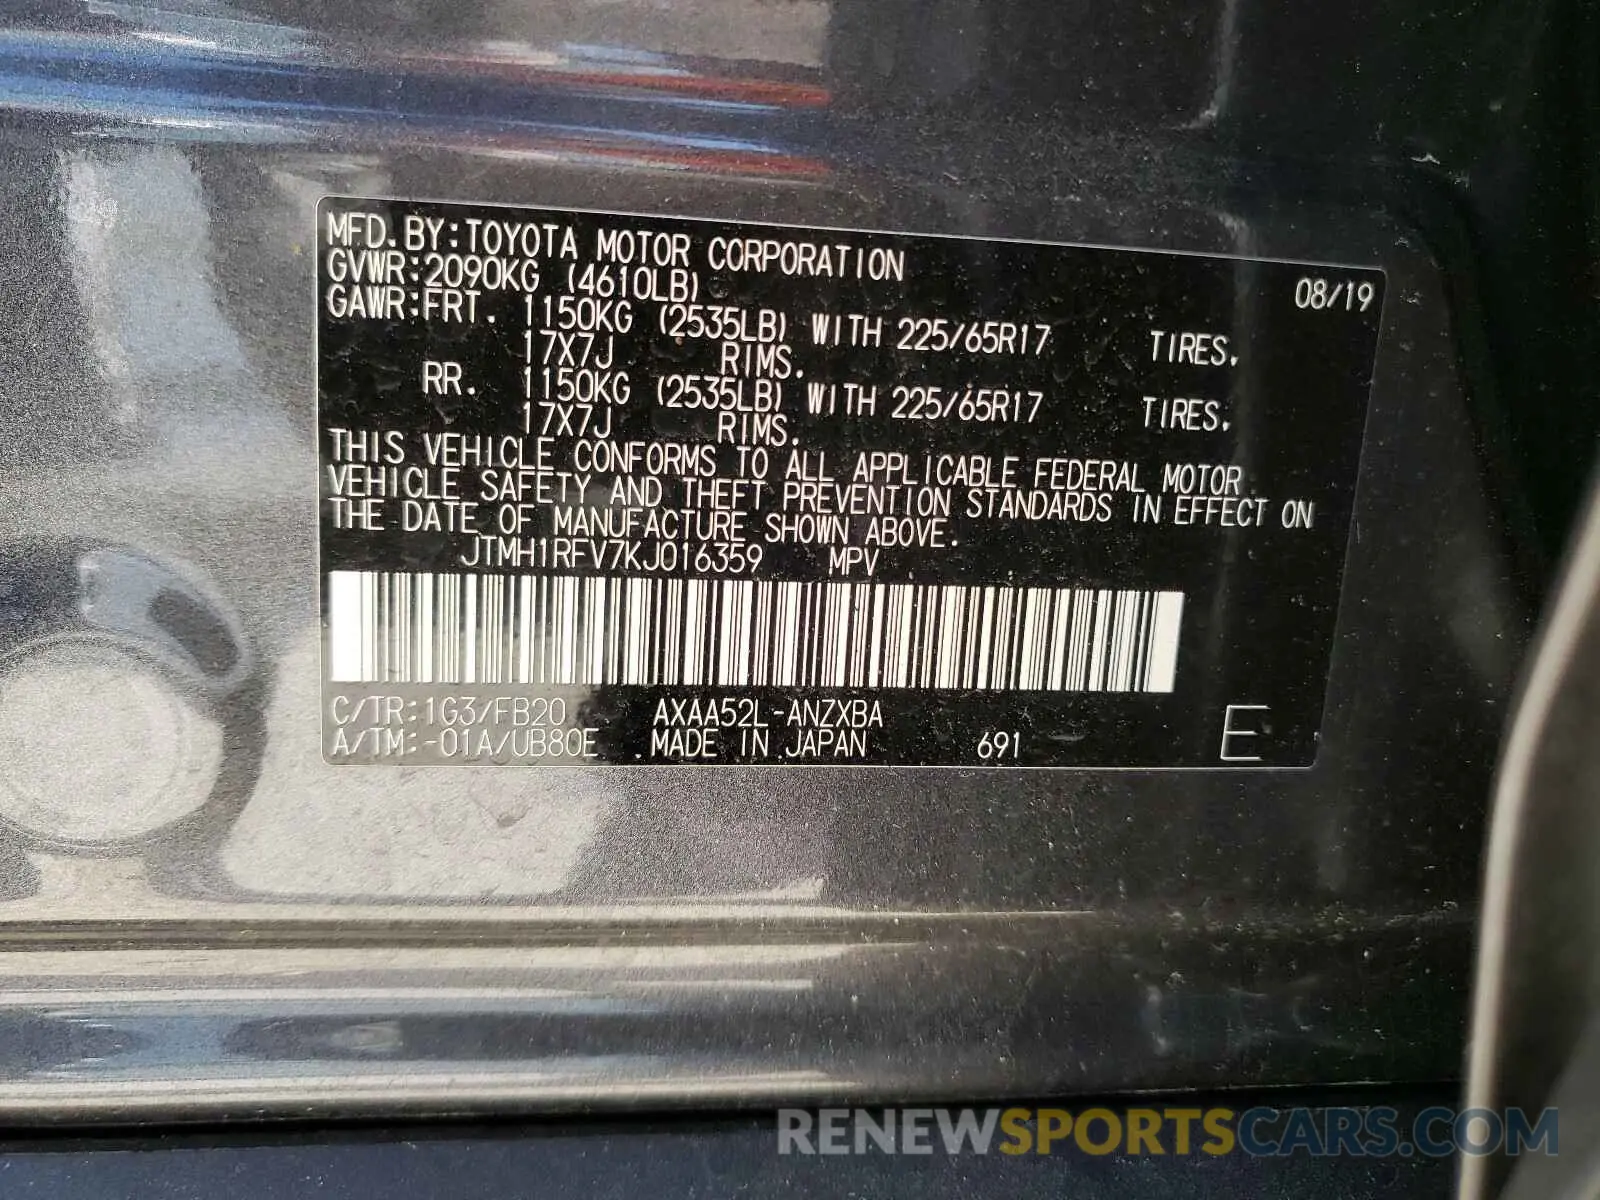 MFD. BY: TOYOTA MOTOR CORPORATION 08/19
GVWR: 2090KG (4610LB)
GAWR: FRT. 1150KG (2535LB) WITH 225/65R17 TIRES.
17X7J RIMS.
RR. 1150KG (2535LB) WITH 225/65R17 TIRES.
17X7J RIMS.
THIS VEHICLE CONFORMS TO ALL APPLICABLE FEDERAL MOTOR
VEHICLE SAFETY AND THEFT PREVENTION STANDARDS IN EFFECT ON
THE DATE OF MANUFACTURE SHOWN ABOVE.
JTMH1RFV7KJ016359 MPV
C/TR: 1G3/FB20 AXAA52L-ANZXBA
A/TM: -01A/UB80E MADE IN JAPAN 691 E
RENEWSPORTSCARS.COM